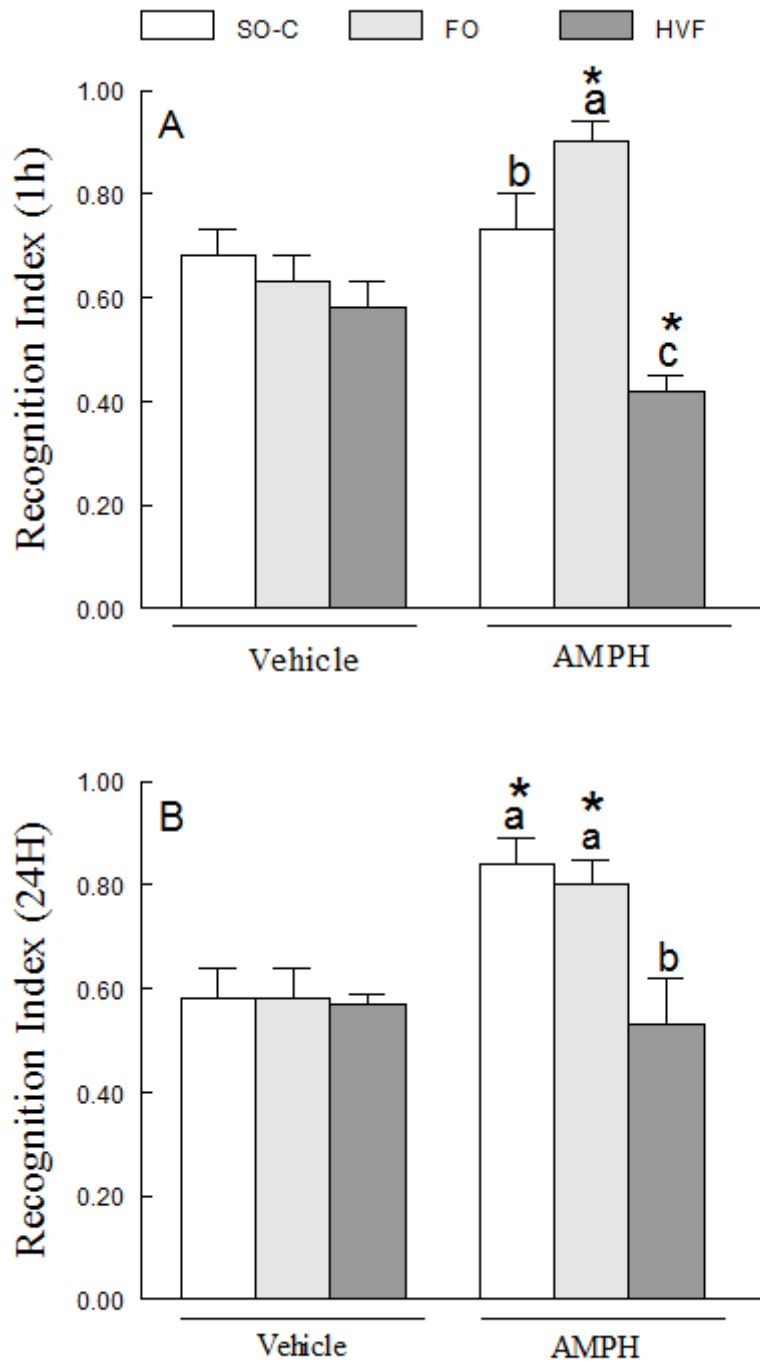 SO-C FO HVF
1.00
A
*
a
b
0.80
*
c
0.60
0.40
0.20
0.00
Recognition Index (1h)
Vehicle AMPH
1.00
B
* *
a a
0.80
b
0.60
0.40
0.20
0.00
Recognition Index (24H)
Vehicle AMPH